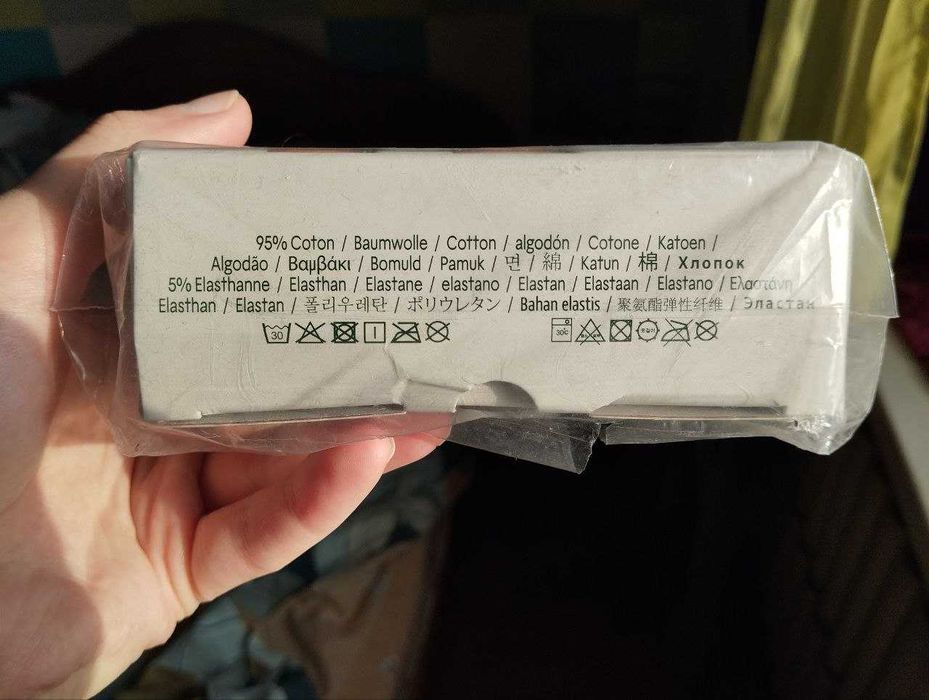 95% Coton / Baumwolle / Cotton / algodón / Cotone / Katoen /
Algodão / Βαμβάκι / Bomuld / Pamuk / 면 / 綿 / Katun / 棉 / Хлопок
5% Elasthanne / Elasthan / Elastane / elastano / Elastan / Elastaan / Elastano / Ελαστάνη
Elasthan / Elastan / 폴리우레탄 / ポリウレタン / Bahan elastis / 聚氨酯弹性纤维 / Эластан
30 30℃